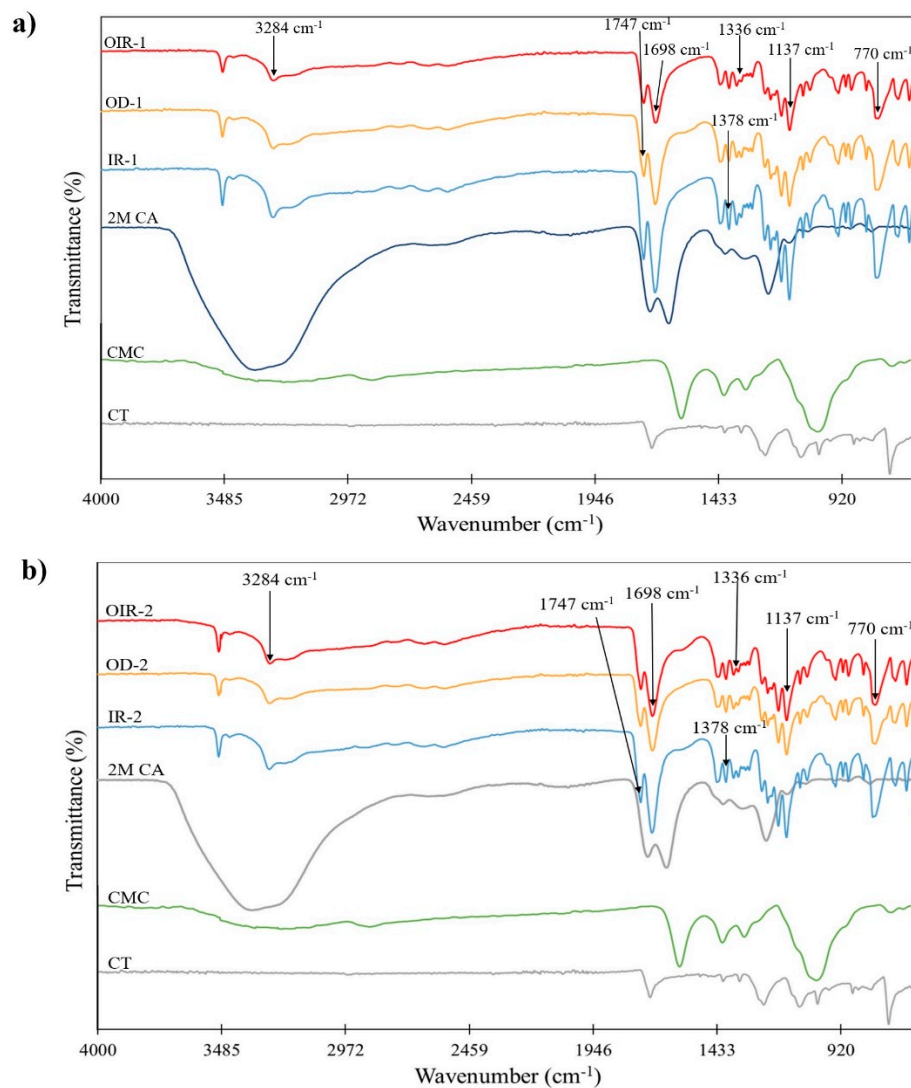 a)
3284 cm⁻¹
1747 cm⁻¹
1336 cm⁻¹
OIR-1
1698 cm⁻¹
1137 cm⁻¹
770 cm⁻¹
OD-1
1378 cm⁻¹
IR-1
2M CA
Transmittance (%)
CMC
CT
4000 3485 2972 2459 1946 1433 920
Wavenumber (cm⁻¹)
b)
3284 cm⁻¹
1336 cm⁻¹
1747 cm⁻¹
1698 cm⁻¹
1137 cm⁻¹
OIR-2
770 cm⁻¹
OD-2
IR-2
1378 cm⁻¹
2M CA
Transmittance (%)
CMC
CT
4000 3485 2972 2459 1946 1433 920
Wavenumber (cm⁻¹)